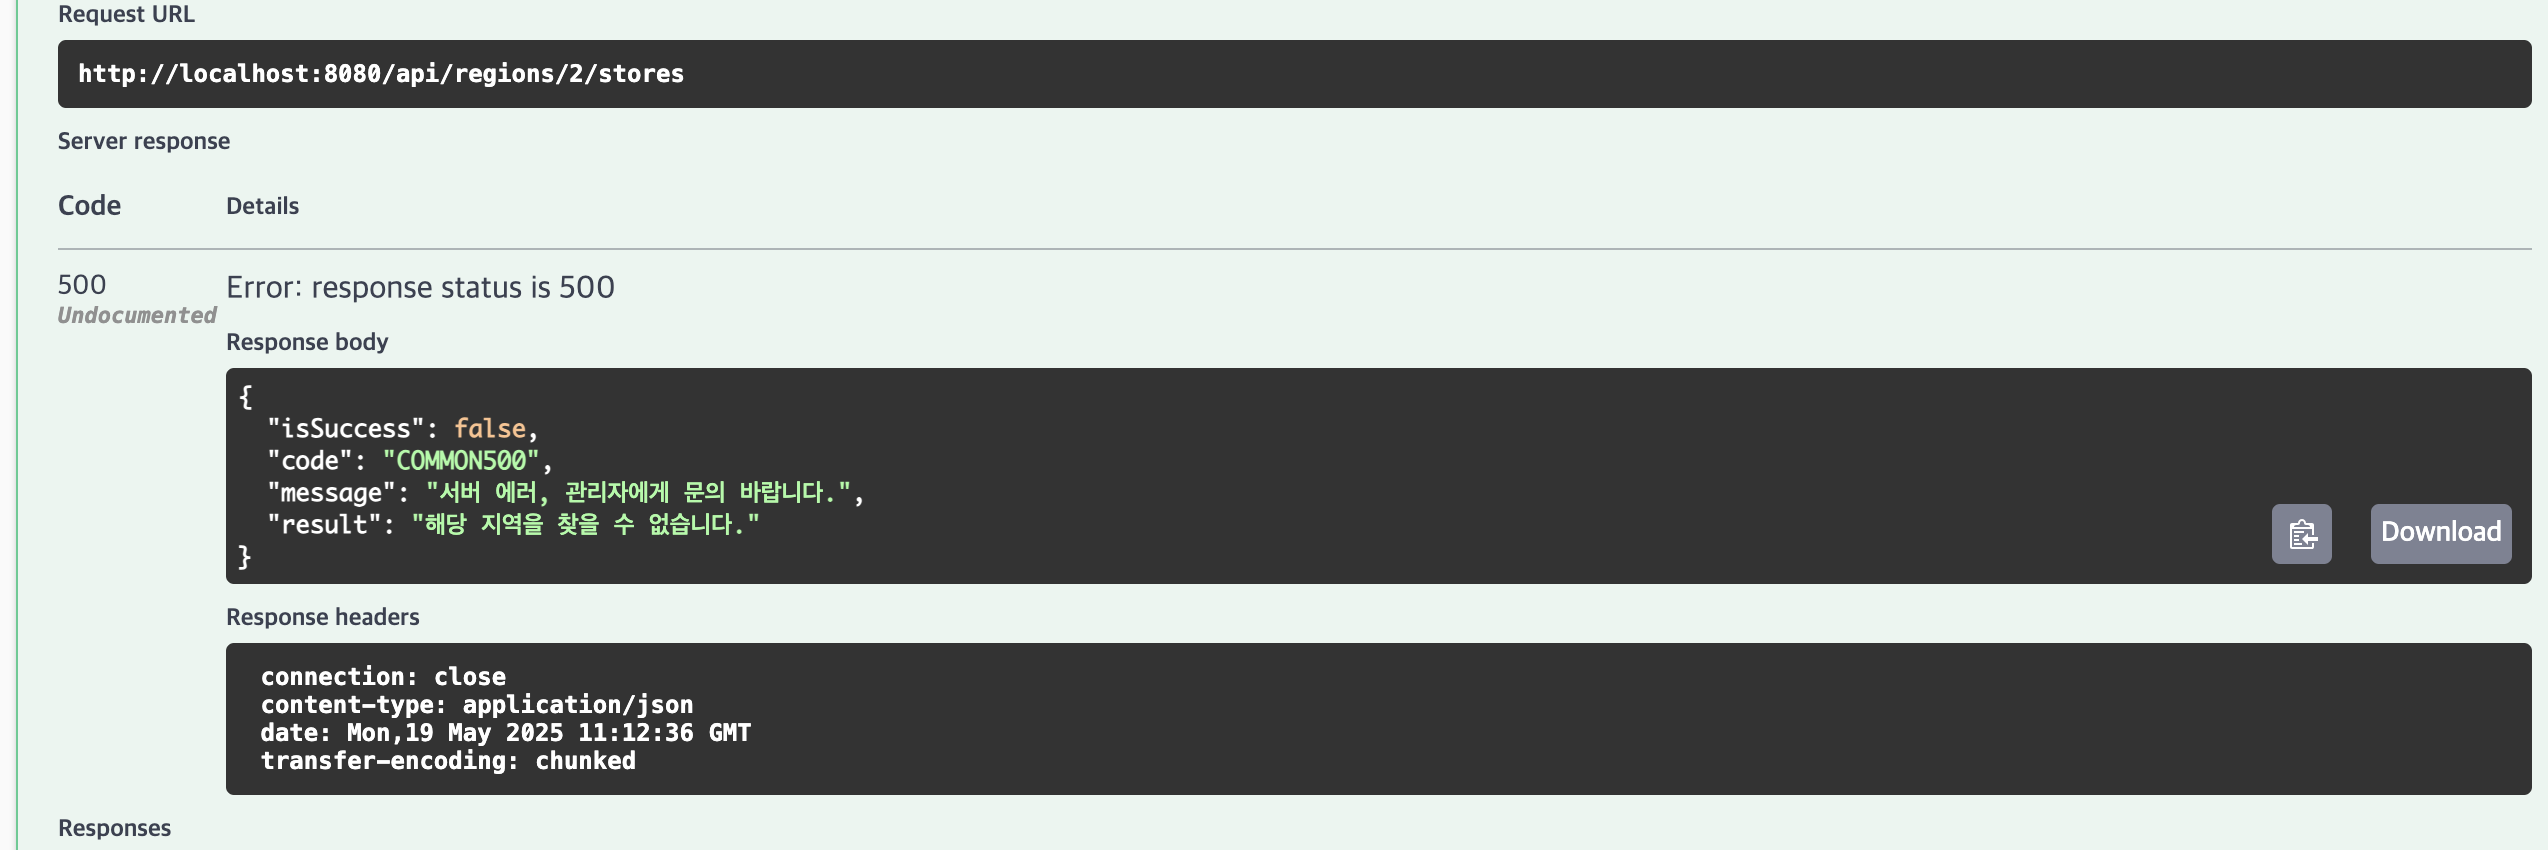 Request URL
http://localhost:8080/api/regions/2/stores
Server response
Code Details
500 Error: response status is 500
Undocumented
Response body
{
"isSuccess": false,
"code": "COMMON500",
"message": "서버 에러, 관리자에게 문의 바랍니다.",
"result": "해당 지역을 찾을 수 없습니다."
}
Download
Response headers
connection: close
content-type: application/json
date: Mon,19 May 2025 11:12:36 GMT
transfer-encoding: chunked
Responses